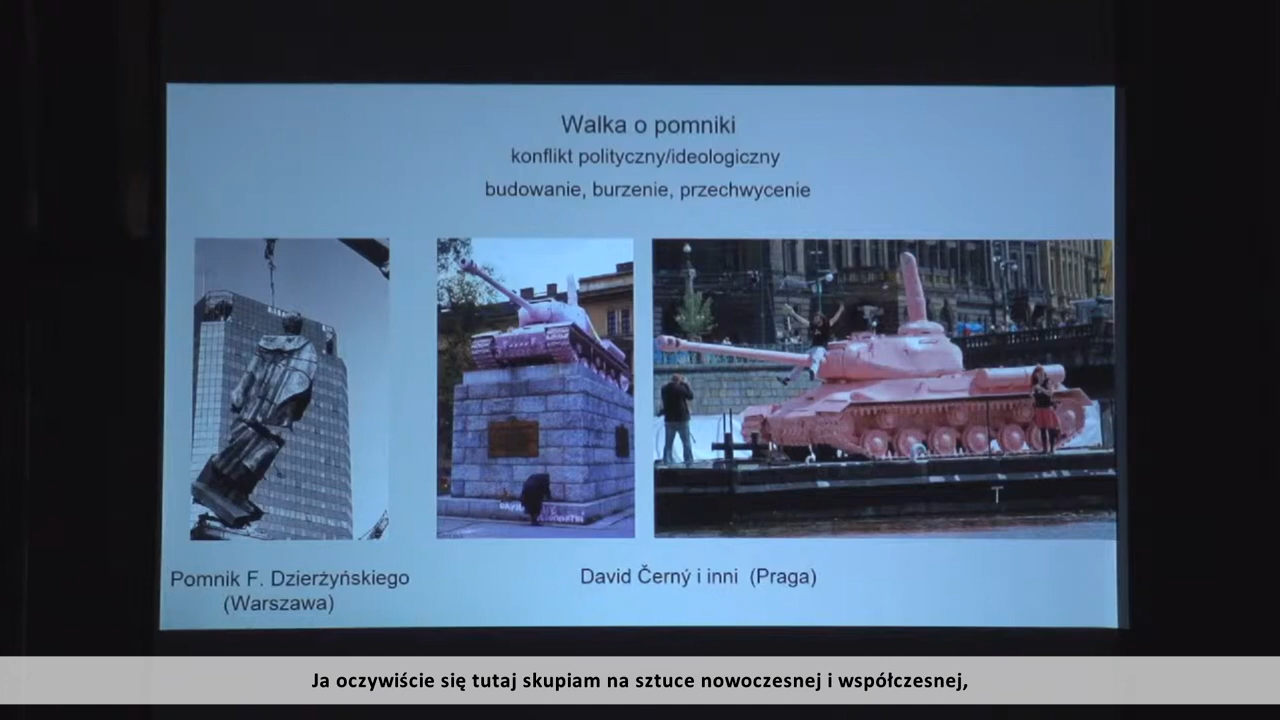 Walka o pomniki
konflikt polityczny/ideologiczny
budowanie, burzenie, przechwycenie
Pomnik F. Dzierżyńskiego
(Warszawa)
David Černý i inni (Praga)
Ja oczywiście się tutaj skupiam na sztuce nowoczesnej i współczesnej,